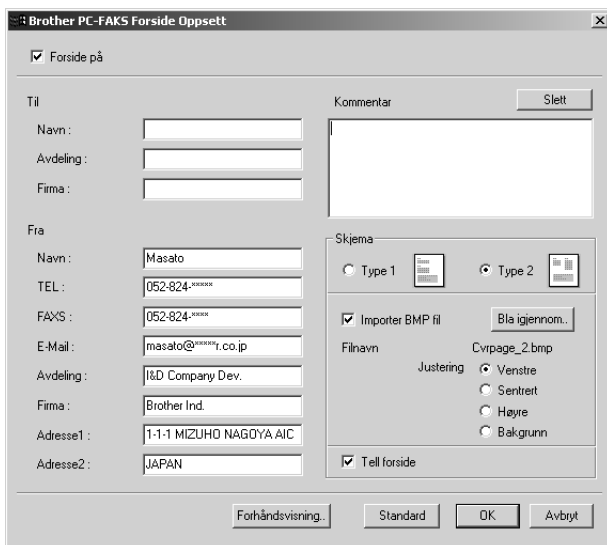 Brother PC-FAKS Forside Oppsett
Forside på
Til
Navn :
Avdeling :
Firma :
Kommentar
Slett
Fra
Navn : Masato
TEL : 052-824-*****
FAXS : 052-824-****
E-Mail : masato@*****r.co.jp
Avdeling : I&D Company Dev.
Firma : Brother Ind.
Adresse1 : 1-1-1 MIZUHO NAGOYA AIC
Adresse2 : JAPAN
Skjema
Type 1 Type 2
Importer BMP fil Bla igjennom..
Filnavn Cvrpage_2.bmp
Justering Venstre
Sentrert
Høyre
Bakgrunn
Tell forside
Forhåndsvisning.. Standard OK Avbryt